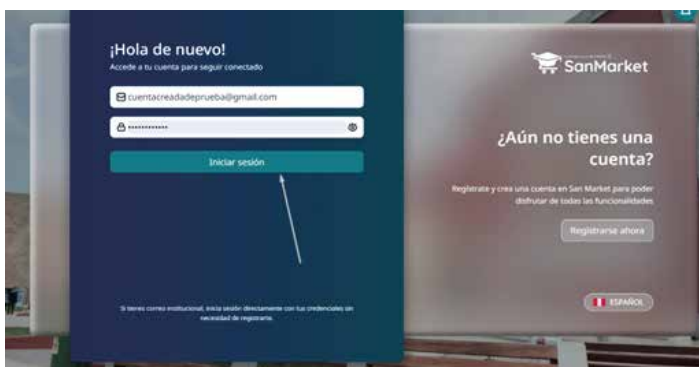 ¡Hola de nuevo!
Accede a tu cuenta para seguir conectado
cuentacreadadeprueba@gmail.com
Iniciar sesión
Si tienes correo institucional, inicia sesión directamente con tus credenciales sin
necesidad de registrarte.
SanMarket
¿Aún no tienes una
cuenta?
Regístrate y crea una cuenta en San Market para poder
disfrutar de todas las funcionalidades
Registrarse ahora
ESPAÑOL